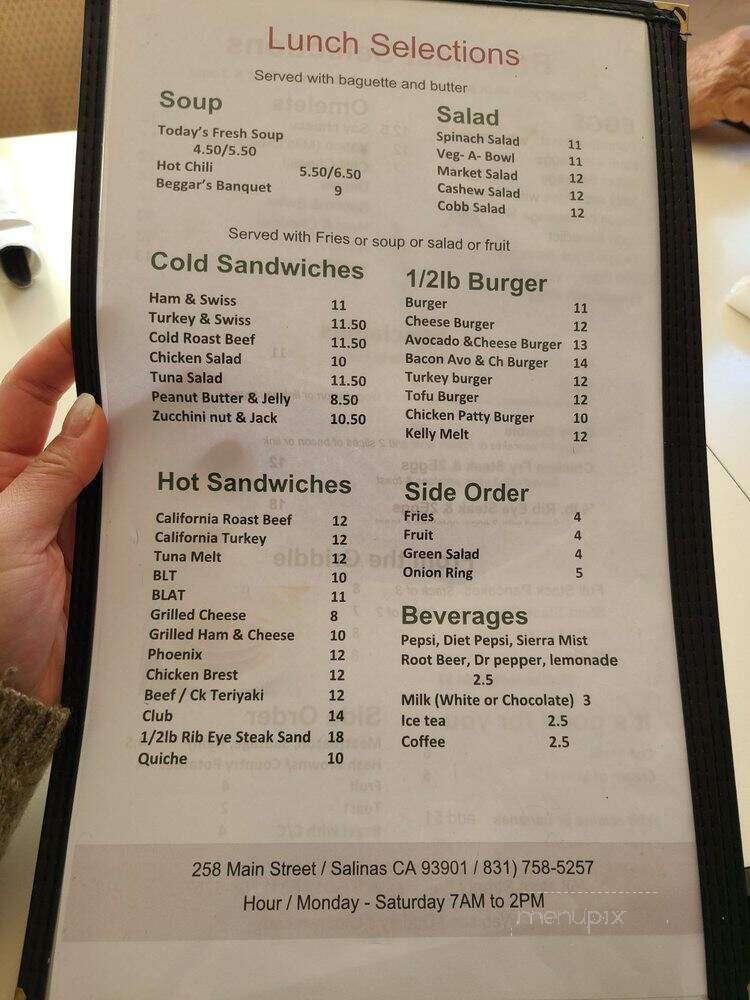 Lunch Selections
Served with baguette and butter
Soup
Today's Fresh Soup
4.50/5.50
Hot Chili 5.50/6.50
Beggar's Banquet 9
Salad
Spinach Salad 11
Veg- A- Bowl 11
Market Salad 12
Cashew Salad 12
Cobb Salad 12
Served with Fries or soup or salad or fruit
Cold Sandwiches
Ham & Swiss 11
Turkey & Swiss 11.50
Cold Roast Beef 11.50
Chicken Salad 10
Tuna Salad 11.50
Peanut Butter & Jelly 8.50
Zucchini nut & Jack 10.50
1/2lb Burger
Burger 11
Cheese Burger 12
Avocado &Cheese Burger 13
Bacon Avo & Ch Burger 14
Turkey burger 12
Tofu Burger 12
Chicken Patty Burger 10
Kelly Melt 12
Hot Sandwiches
California Roast Beef 12
California Turkey 12
Tuna Melt 12
BLT 10
BLAT 11
Grilled Cheese 8
Grilled Ham & Cheese 10
Phoenix 12
Chicken Brest 12
Beef / Ck Teriyaki 12
Club 14
1/2lb Rib Eye Steak Sand 18
Quiche 10
Side Order
Fries 4
Fruit 4
Green Salad 4
Onion Ring 5
Beverages
Pepsi, Diet Pepsi, Sierra Mist
Root Beer, Dr pepper, lemonade
2.5
Milk (White or Chocolate) 3
Ice tea 2.5
Coffee 2.5
258 Main Street / Salinas CA 93901 / 831) 758-5257
Hour / Monday - Saturday 7AM to 2PM
menupix